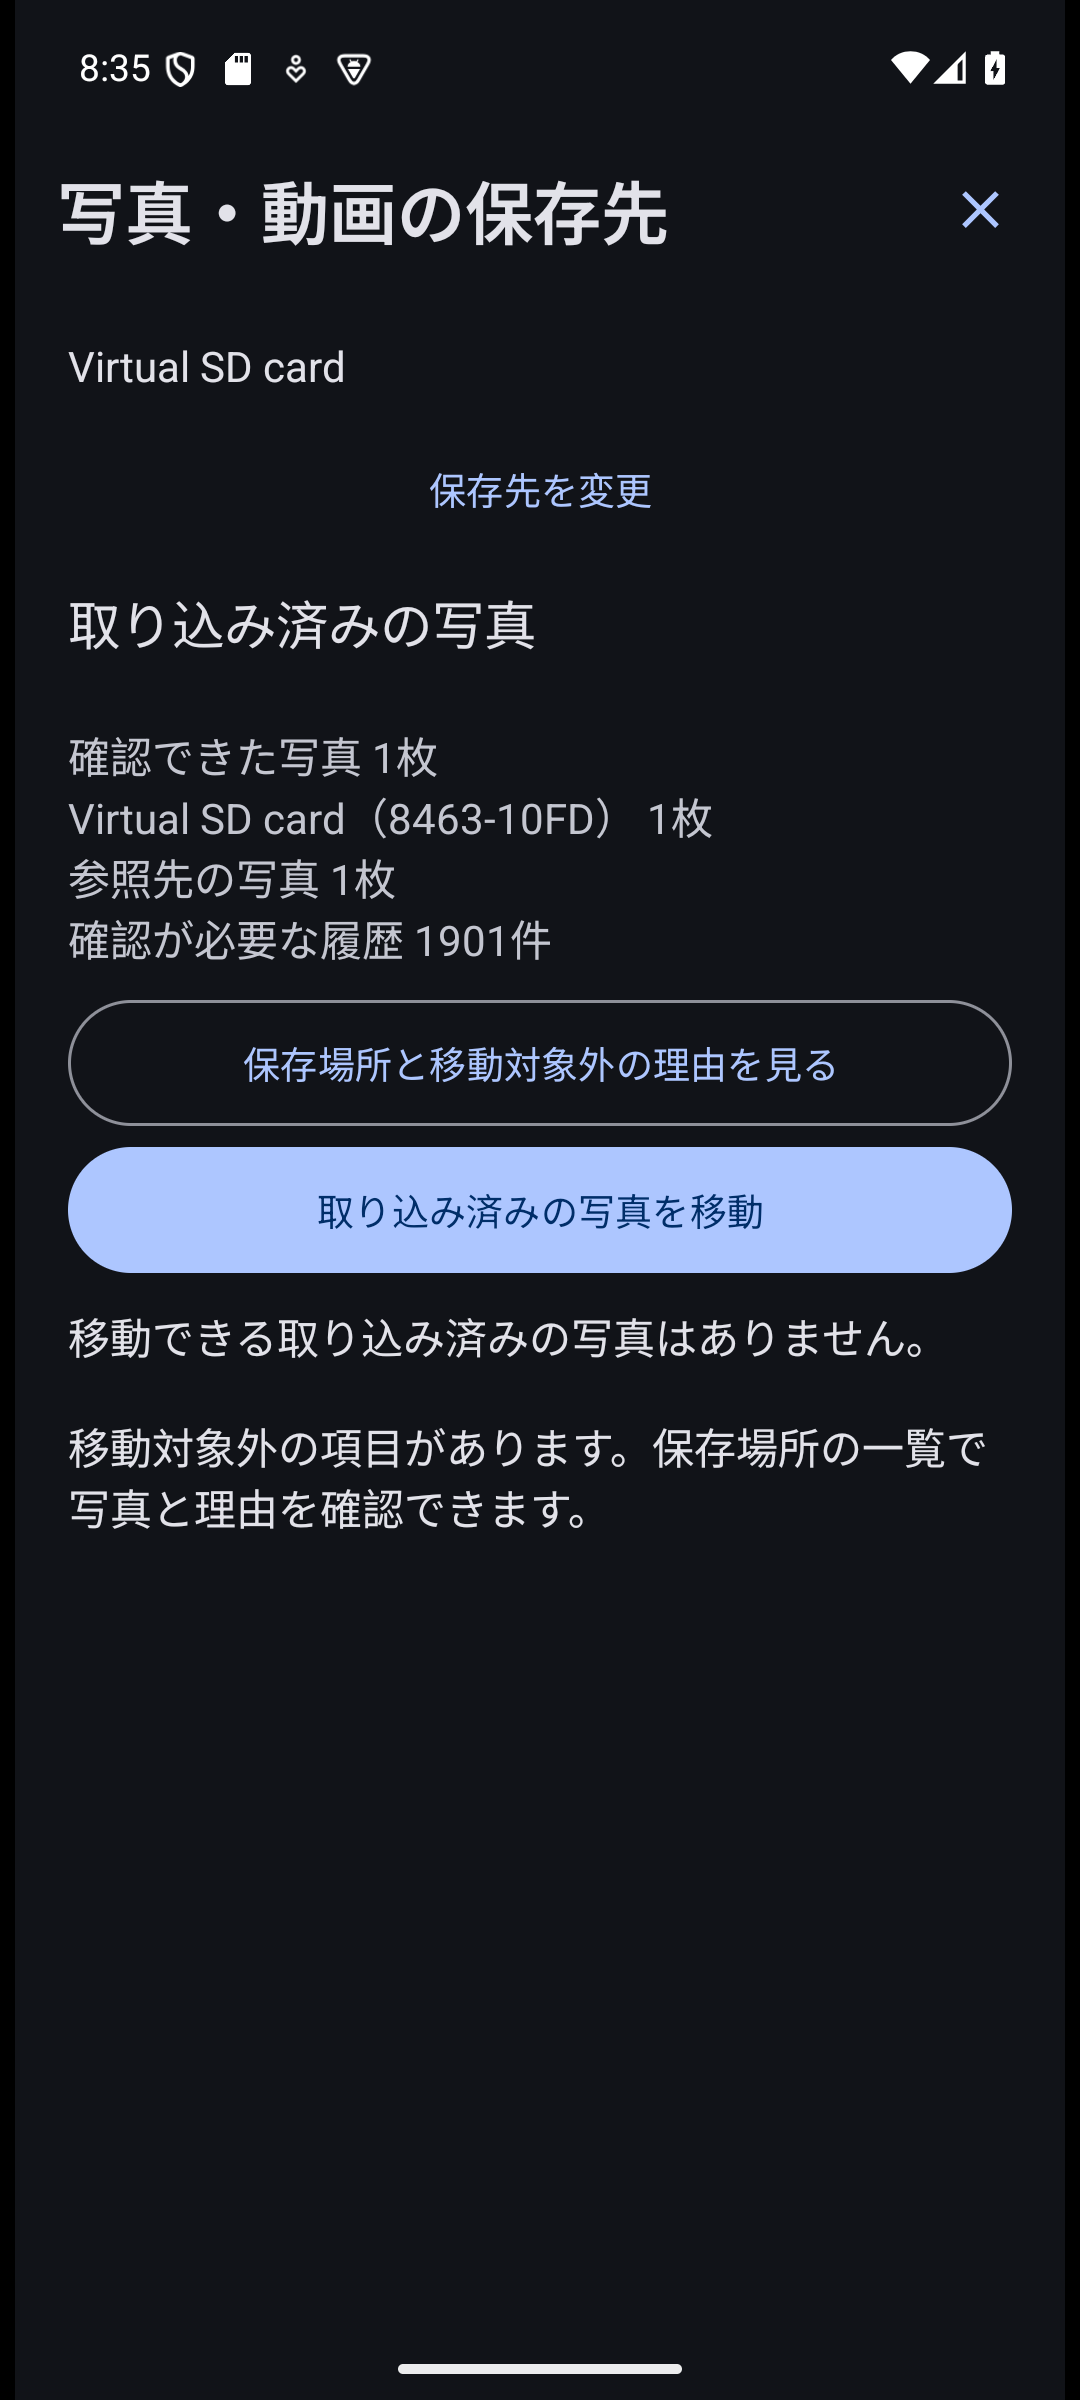 8:35
写真・動画の保存先
Virtual SD card
保存先を変更
取り込み済みの写真
確認できた写真 1枚
Virtual SD card（8463-10FD） 1枚
参照先の写真 1枚
確認が必要な履歴 1901件
保存場所と移動対象外の理由を見る
取り込み済みの写真を移動
移動できる取り込み済みの写真はありません。
移動対象外の項目があります。保存場所の一覧で
写真と理由を確認できます。